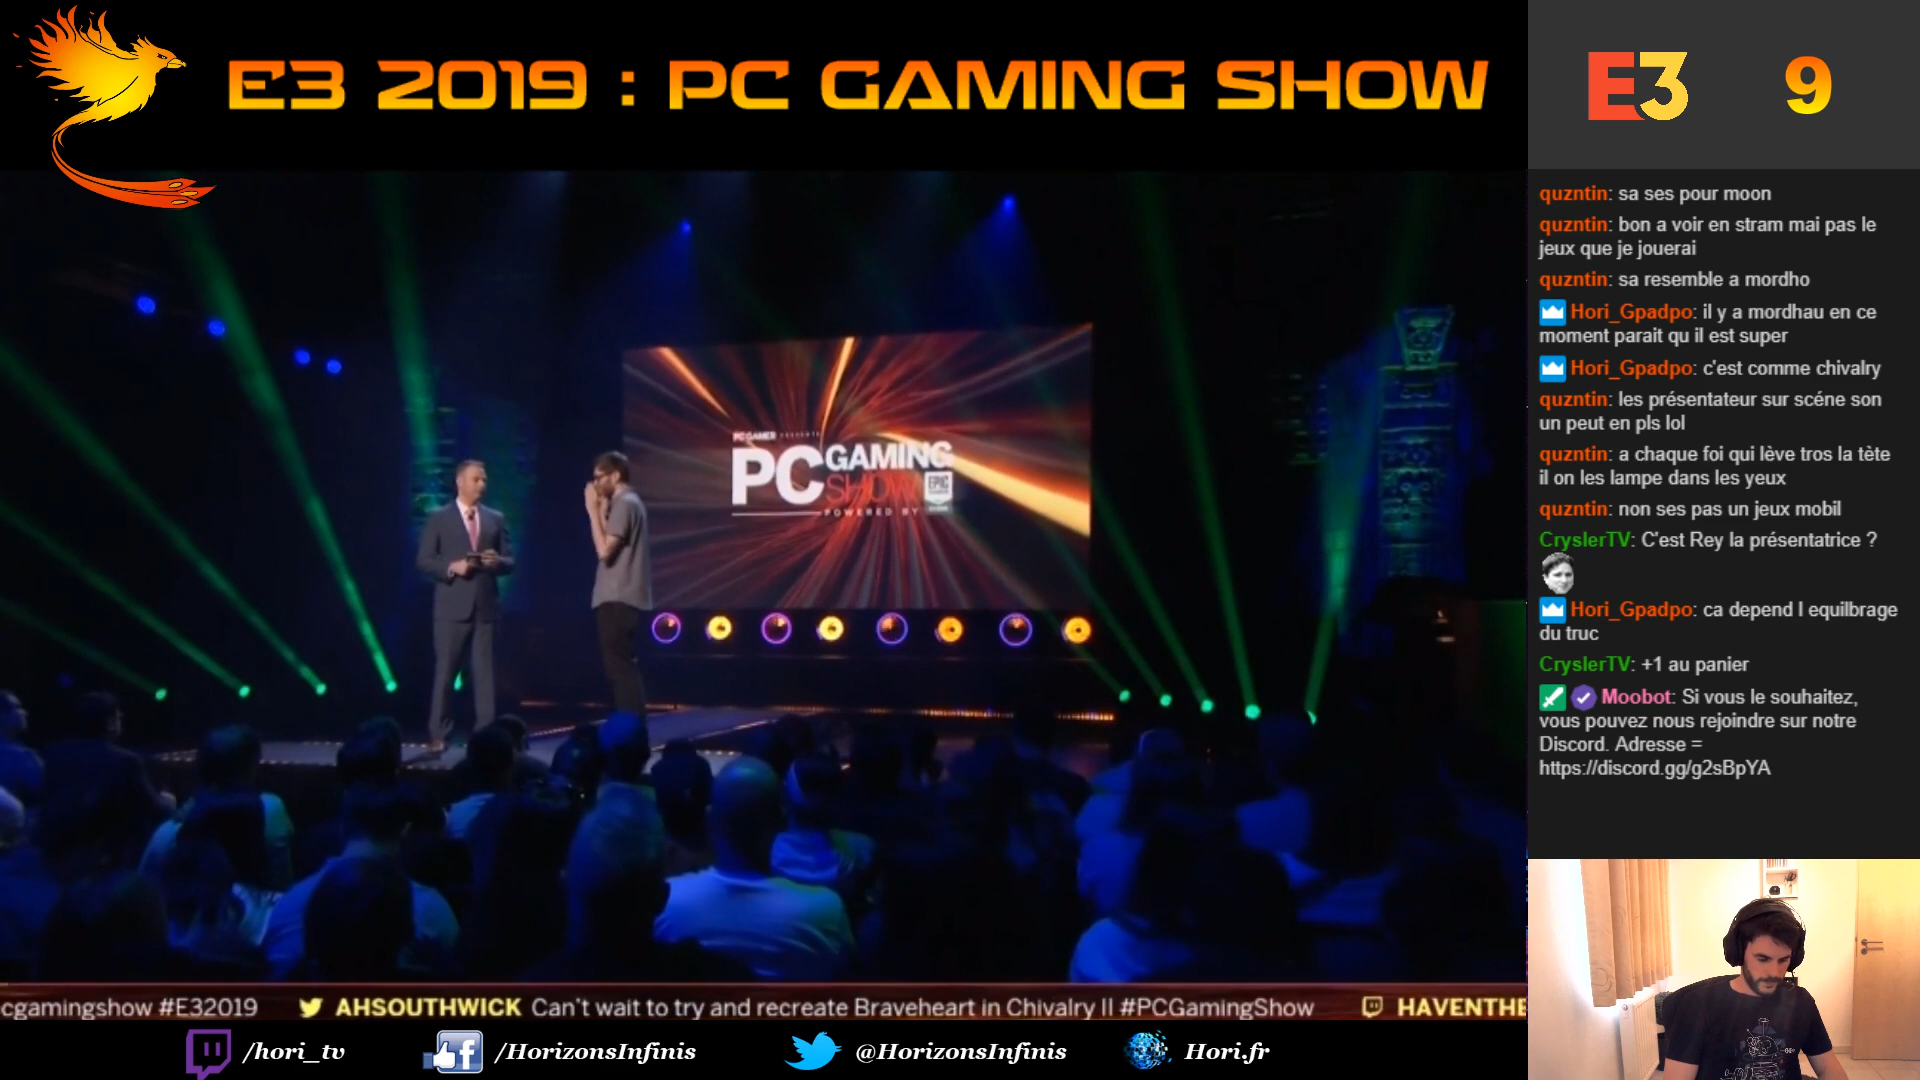 E3 2019 : PC GAMING SHOW
E3 9
PC GAMER PRESENTS
PC GAMING
SHOW
EPIC
GAMES
POWERED BY
quzntin: sa ses pour moon
quzntin: bon a voir en stram mai pas le
jeux que je jouerai
quzntin: sa resemble a mordho
Hori_Gpadpo: il y a mordhau en ce
moment parait qu il est super
Hori_Gpadpo: c'est comme chivalry
quzntin: les présentateur sur scéne son
un peut en pls lol
quzntin: a chaque foi qui lève tros la tète
il on les lampe dans les yeux
quzntin: non ses pas un jeux mobil
CryslerTV: C'est Rey la présentatrice ?
Hori_Gpadpo: ca depend l equilbrage
du truc
CryslerTV: +1 au panier
Moobot: Si vous le souhaitez,
vous pouvez nous rejoindre sur notre
Discord. Adresse =
https://discord.gg/g2sBpYA
cgamingshow #E32019 AHSOUTHWICK Can't wait to try and recreate Braveheart in Chivalry II #PCGamingShow HAVENTHE
/hori_tv /HorizonsInfinis @HorizonsInfinis Hori.fr